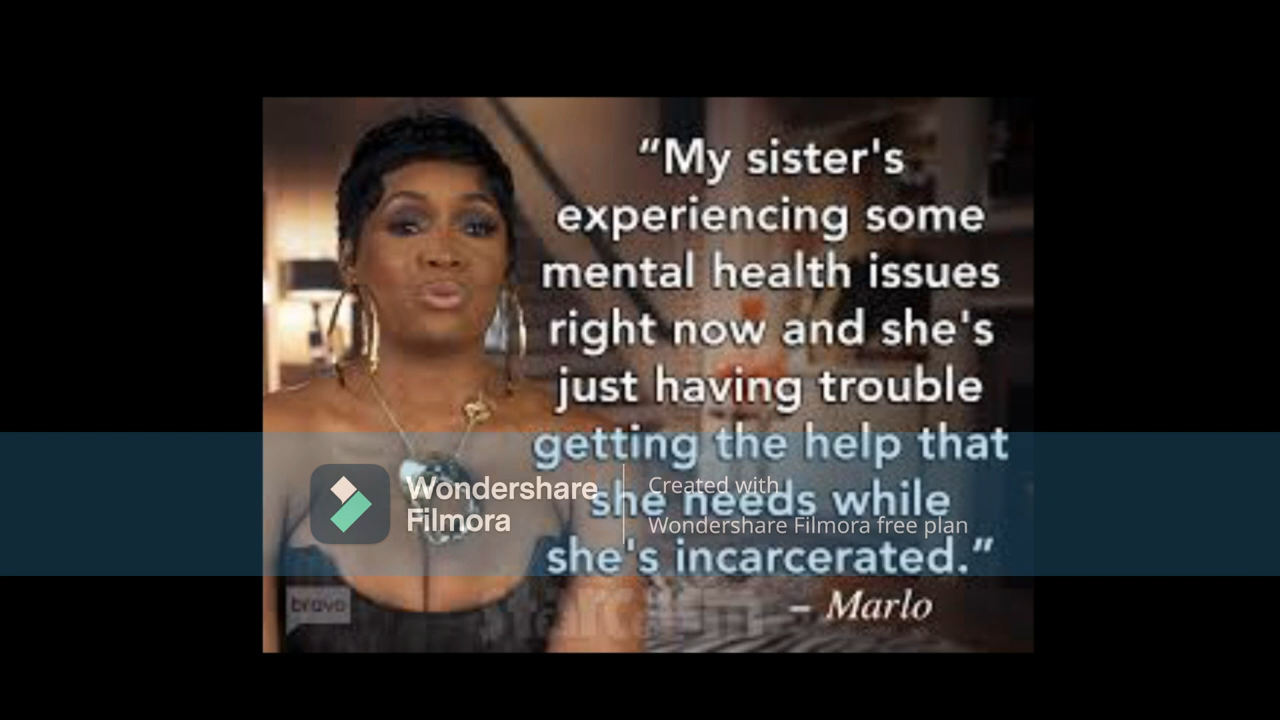 “My sister's
experiencing some
mental health issues
right now and she's
just having trouble
getting the help that
she needs while
she's incarcerated.”
– Marlo
Wondershare
Filmora
Created with
Wondershare Filmora free plan
bravo